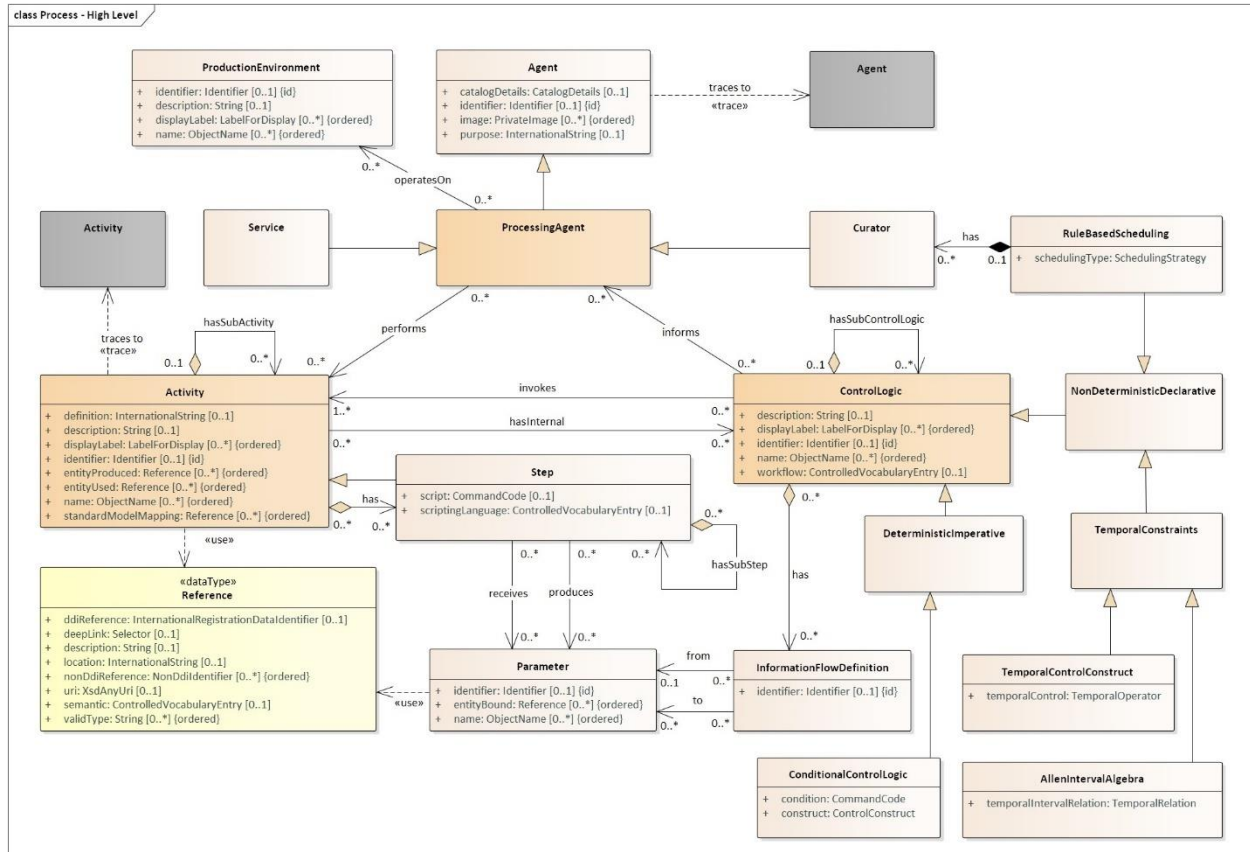 class Process - High Level
ProductionEnvironment
+ identifier: Identifier [0..1] {id}
+ description: String [0..1]
+ displayLabel: LabelForDisplay [0..*] {ordered}
+ name: ObjectName [0..*] {ordered}
Agent
+ catalogDetails: CatalogDetails [0..1]
+ identifier: Identifier [0..1] {id}
+ image: PrivateImage [0..*] {ordered}
+ purpose: InternationalString [0..1]
traces to
«trace»
Agent
0..*
operatesOn
0..*
Activity
Service
ProcessingAgent
Curator
has
0..*
0..1
RuleBasedScheduling
+ schedulingType: SchedulingStrategy
0..*
0..*
traces to
«trace»
hasSubActivity
0..1
0..*
performs
0..*
informs
0..*
hasSubControlLogic
0..1
0..*
Activity
+ definition: InternationalString [0..1]
+ description: String [0..1]
+ displayLabel: LabelForDisplay [0..*] {ordered}
+ identifier: Identifier [0..1] {id}
+ entityProduced: Reference [0..*] {ordered}
+ entityUsed: Reference [0..*] {ordered}
+ name: ObjectName [0..*] {ordered}
+ standardModelMapping: Reference [0..*] {ordered}
invokes
1..*
0..*
hasInternal
0..*
0..*
ControlLogic
+ description: String [0..1]
+ displayLabel: LabelForDisplay [0..*] {ordered}
+ identifier: Identifier [0..1] {id}
+ name: ObjectName [0..*] {ordered}
+ workflow: ControlledVocabularyEntry [0..1]
NonDeterministicDeclarative
Step
+ script: CommandCode [0..1]
+ scriptingLanguage: ControlledVocabularyEntry [0..1]
has
0..*
0..*
0..*
0..*
0..*
0..*
hasSubStep
0..*
has
DeterministicImperative
TemporalConstraints
«use»
«dataType»
Reference
+ ddiReference: InternationalRegistrationDataIdentifier [0..1]
+ deepLink: Selector [0..1]
+ description: String [0..1]
+ location: InternationalString [0..1]
+ nonDdiReference: NonDdiIdentifier [0..*] {ordered}
+ uri: XsdAnyUri [0..1]
+ semantic: ControlledVocabularyEntry [0..1]
+ validType: String [0..*] {ordered}
receives
produces
0..*
0..*
0..*
Parameter
+ identifier: Identifier [0..1] {id}
+ entityBound: Reference [0..*] {ordered}
+ name: ObjectName [0..*] {ordered}
«use»
from
0..1
0..*
to
0..*
0..*
InformationFlowDefinition
+ identifier: Identifier [0..1] {id}
TemporalControlConstruct
+ temporalControl: TemporalOperator
ConditionalControlLogic
+ condition: CommandCode
+ construct: ControlConstruct
AllenIntervalAlgebra
+ temporalIntervalRelation: TemporalRelation